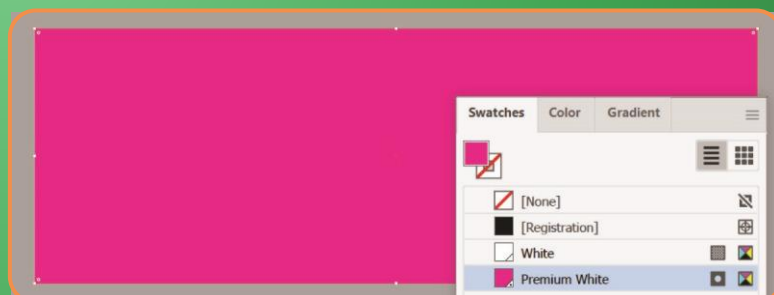 Swatches Color Gradient
[None]
[Registration]
White
Premium White